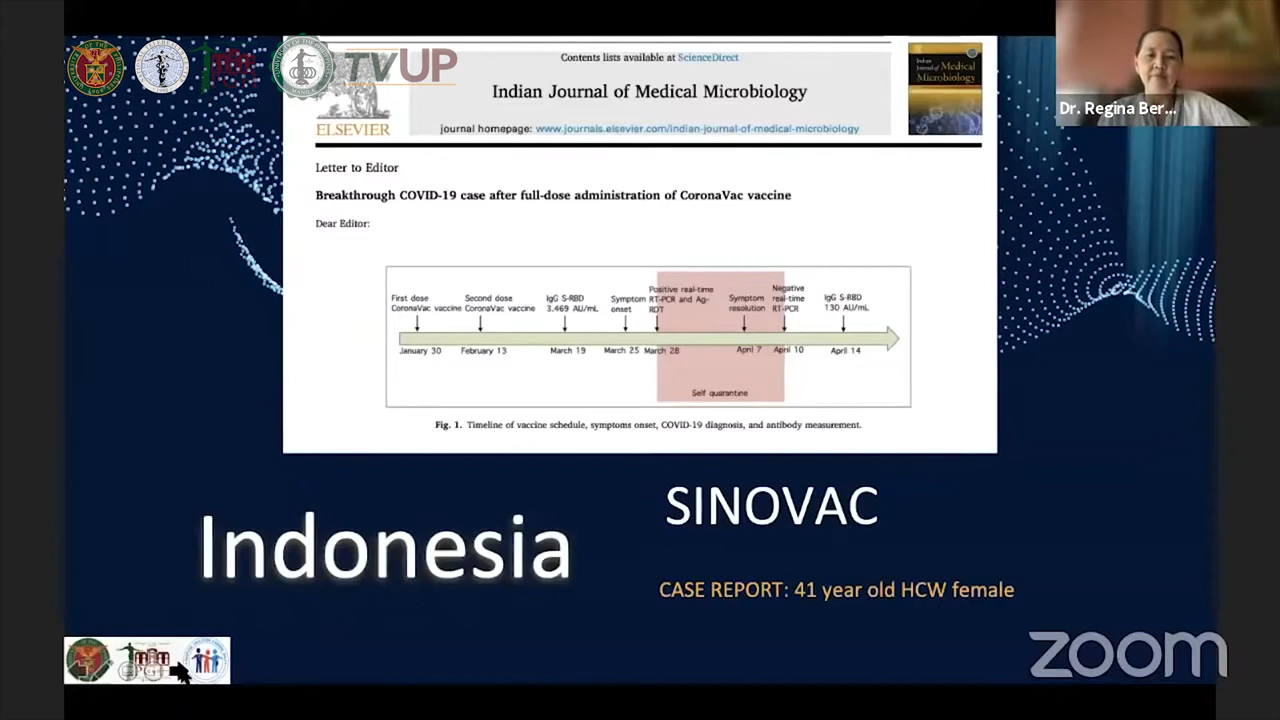 TVUP
Dr. Regina Ber...
Contents lists available at ScienceDirect
Indian Journal of Medical Microbiology
journal homepage: www.journals.elsevier.com/indian-journal-of-medical-microbiology
ELSEVIER
Indian
Journal of Medical
Microbiology
Letter to Editor
Breakthrough COVID-19 case after full-dose administration of CoronaVac vaccine
Dear Editor:
First dose
CoronaVac vaccine
Second dose
CoronaVac vaccine
IgG S-RBD
3.469 AU/mL
Symptom
onset
Positive real-time
RT-PCR and Ag-
RDT
Symptom
resolution
Negative
real-time
RT-PCR
IgG S-RBD
130 AU/mL
January 30
February 13
March 19
March 25
March 28
April 7
April 10
April 14
Self quarantine
Fig. 1. Timeline of vaccine schedule, symptoms onset, COVID-19 diagnosis, and antibody measurement.
Indonesia
SINOVAC
CASE REPORT: 41 year old HCW female
zoom